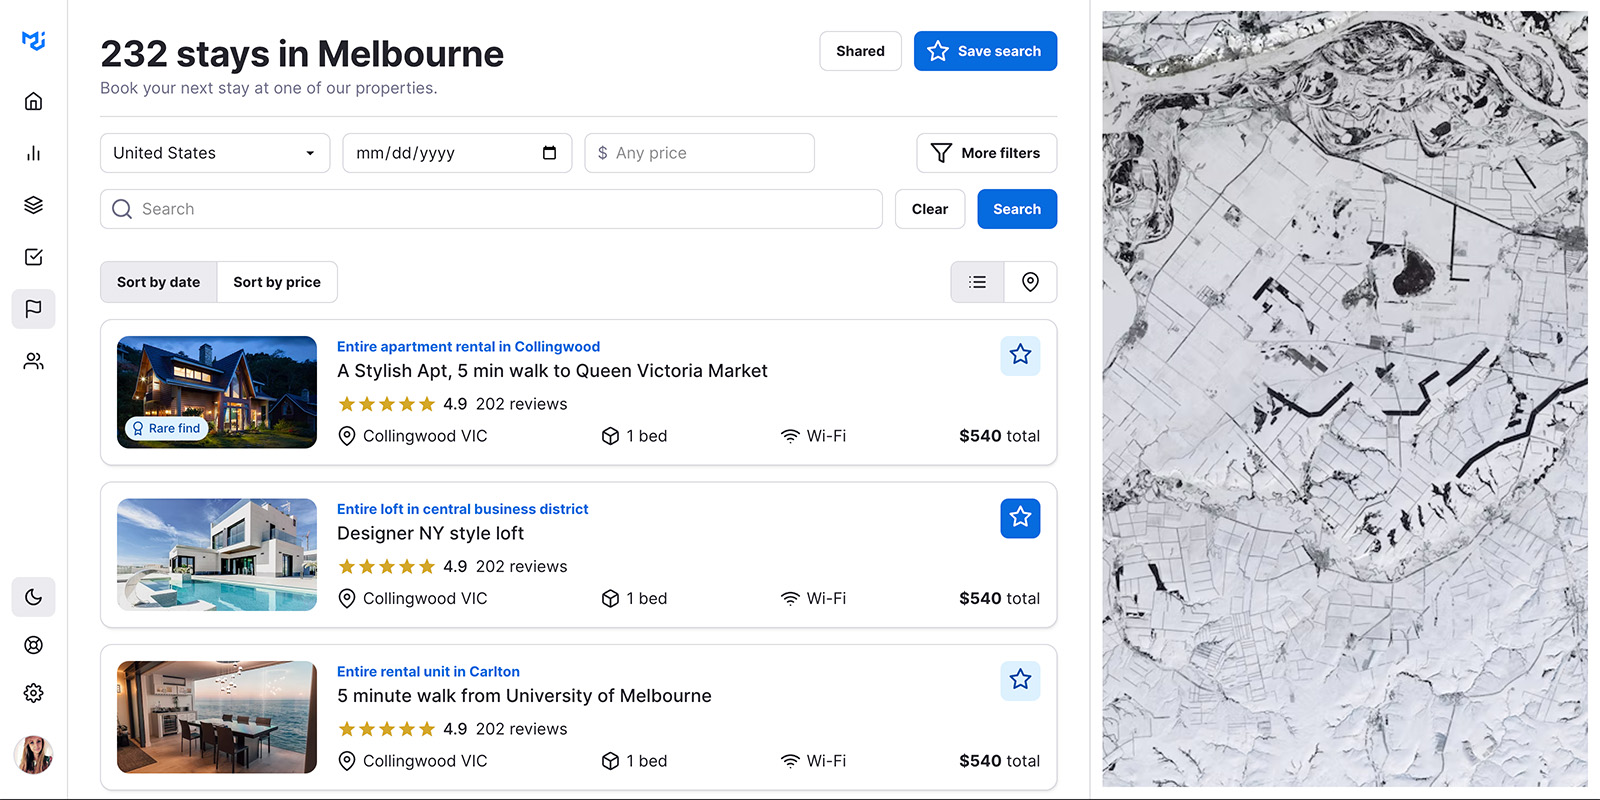 232 stays in Melbourne
Book your next stay at one of our properties.
Shared
Save search
United States
mm/dd/yyyy
$ Any price
More filters
Search
Clear
Search
Sort by date
Sort by price
Entire apartment rental in Collingwood
A Stylish Apt, 5 min walk to Queen Victoria Market
4.9 202 reviews
Rare find
Collingwood VIC
1 bed
Wi-Fi
$540 total
Entire loft in central business district
Designer NY style loft
4.9 202 reviews
Collingwood VIC
1 bed
Wi-Fi
$540 total
Entire rental unit in Carlton
5 minute walk from University of Melbourne
4.9 202 reviews
Collingwood VIC
1 bed
Wi-Fi
$540 total